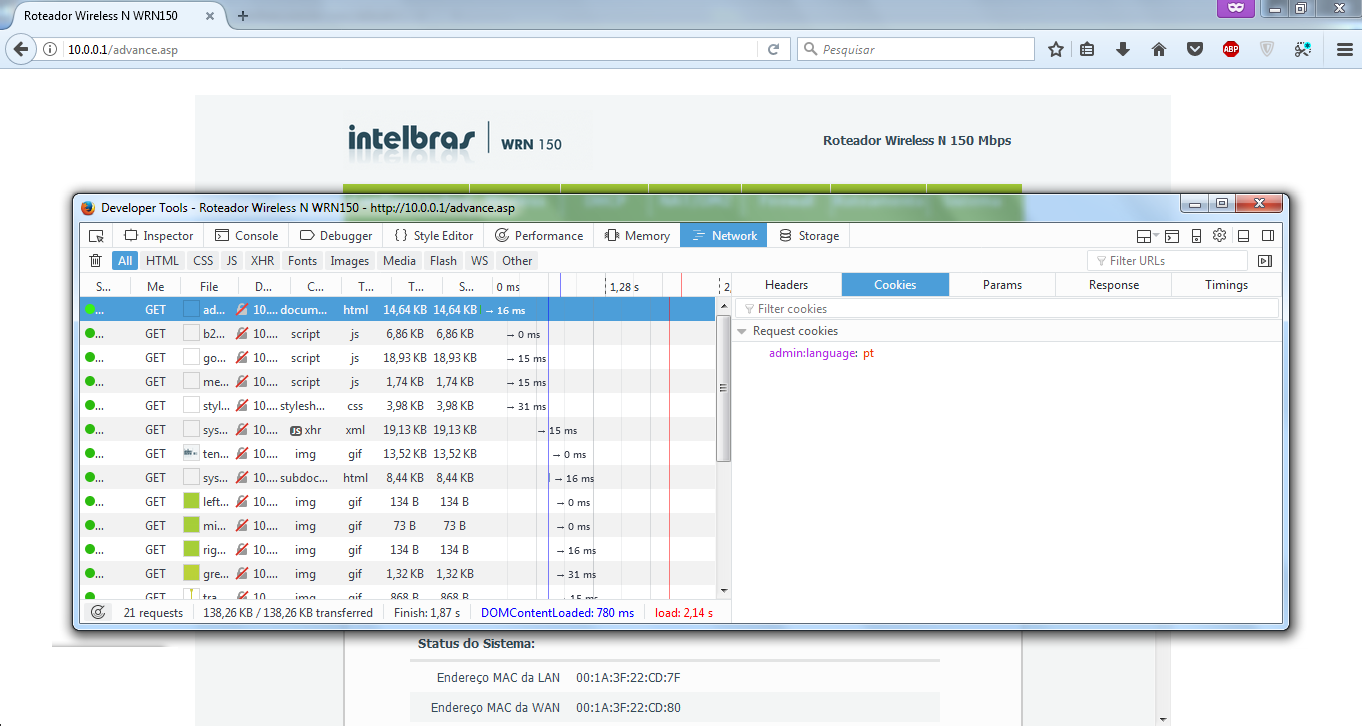 Roteador Wireless N WRN150
10.0.0.1/advance.asp
Pesquisar
ABP
intelbras WRN 150
Roteador Wireless N 150 Mbps
Developer Tools - Roteador Wireless N WRN150 - http://10.0.0.1/advance.asp
Inspector Console Debugger Style Editor Performance Memory Network Storage
All HTML CSS JS XHR Fonts Images Media Flash WS Other Filter URLs
S... Me File D... C... T... T... S... 0 ms 1,28 s 2,
Headers Cookies Params Response Timings
Filter cookies
Request cookies
admin:language: pt
... GET ad... 10.... docum... html 14,64 KB 14,64 KB → 16 ms
... GET b2... 10.... script js 6,86 KB 6,86 KB → 0 ms
... GET go... 10.... script js 18,93 KB 18,93 KB → 15 ms
... GET me... 10.... script js 1,74 KB 1,74 KB → 15 ms
... GET styl... 10.... stylesh... css 3,98 KB 3,98 KB → 31 ms
... GET sys... 10.... JS xhr xml 19,13 KB 19,13 KB → 15 ms
... GET ten... 10.... img gif 13,52 KB 13,52 KB → 0 ms
... GET sys... 10.... subdoc... html 8,44 KB 8,44 KB → 16 ms
... GET left... 10.... img gif 134 B 134 B → 0 ms
... GET mi... 10.... img gif 73 B 73 B → 0 ms
... GET rig... 10.... img gif 134 B 134 B → 16 ms
... GET gre... 10.... img gif 1,32 KB 1,32 KB → 31 ms
... GET tra... 10.... img gif 868 B 868 B → 15 ms
21 requests 138,26 KB / 138,26 KB transferred Finish: 1,87 s DOMContentLoaded: 780 ms load: 2,14 s
Status do Sistema:
Endereço MAC da LAN 00:1A:3F:22:CD:7F
Endereço MAC da WAN 00:1A:3F:22:CD:80